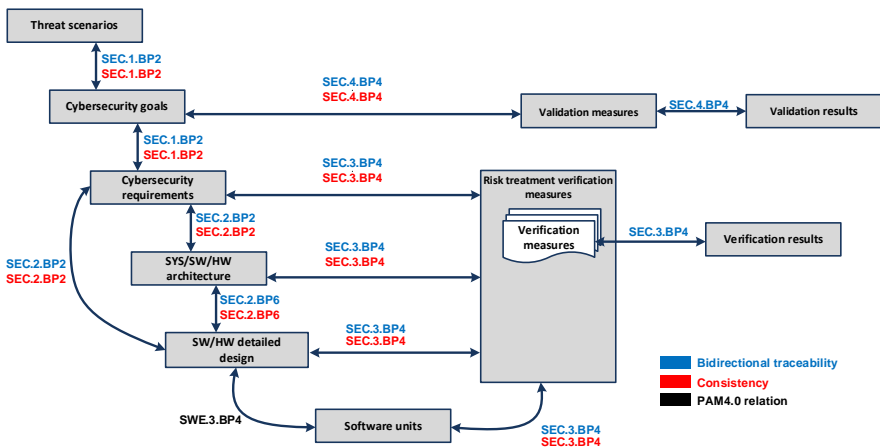 Threat scenarios
SEC.1.BP2
SEC.1.BP2
SEC.4.BP4
SEC.4.BP4
Cybersecurity goals
Validation measures
SEC.4.BP4
Validation results
SEC.1.BP2
SEC.1.BP2
SEC.3.BP4
SEC.3.BP4
Cybersecurity
requirements
Risk treatment verification
measures
SEC.2.BP2
SEC.2.BP2
Verification
measures
SEC.3.BP4
Verification results
SEC.2.BP2
SEC.2.BP2
SYS/SW/HW
architecture
SEC.3.BP4
SEC.3.BP4
SEC.2.BP6
SEC.2.BP6
SEC.3.BP4
SEC.3.BP4
SW/HW detailed
design
Bidirectional traceability
Consistency
PAM4.0 relation
SWE.3.BP4
Software units
SEC.3.BP4
SEC.3.BP4